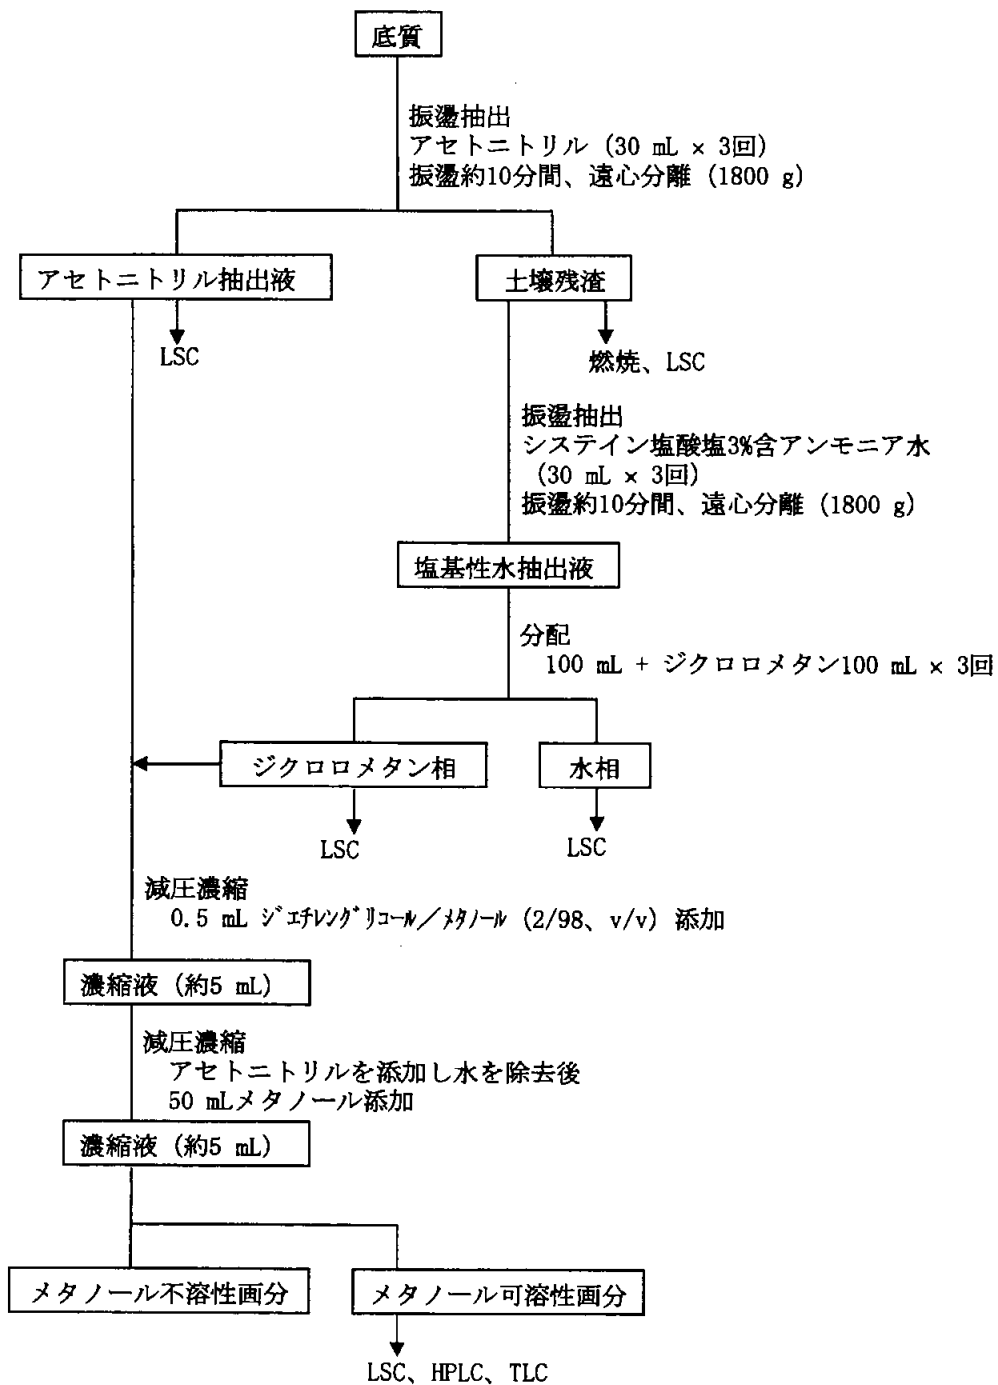 底質
振盪抽出
アセトニトリル (30 mL × 3回)
振盪約10分間、遠心分離 (1800 g)
アセトニトリル抽出液
土壌残渣
LSC
燃焼、LSC
振盪抽出
システイン塩酸塩3%含アンモニア水
(30 mL × 3回)
振盪約10分間、遠心分離 (1800 g)
塩基性水抽出液
分配
100 mL + ジクロロメタン100 mL × 3回
ジクロロメタン相
水相
LSC
LSC
減圧濃縮
0.5 mL ジエチレングリコール/メタノール (2/98、v/v) 添加
濃縮液 (約5 mL)
減圧濃縮
アセトニトリルを添加し水を除去後
50 mLメタノール添加
濃縮液 (約5 mL)
メタノール不溶性画分
メタノール可溶性画分
LSC、HPLC、TLC